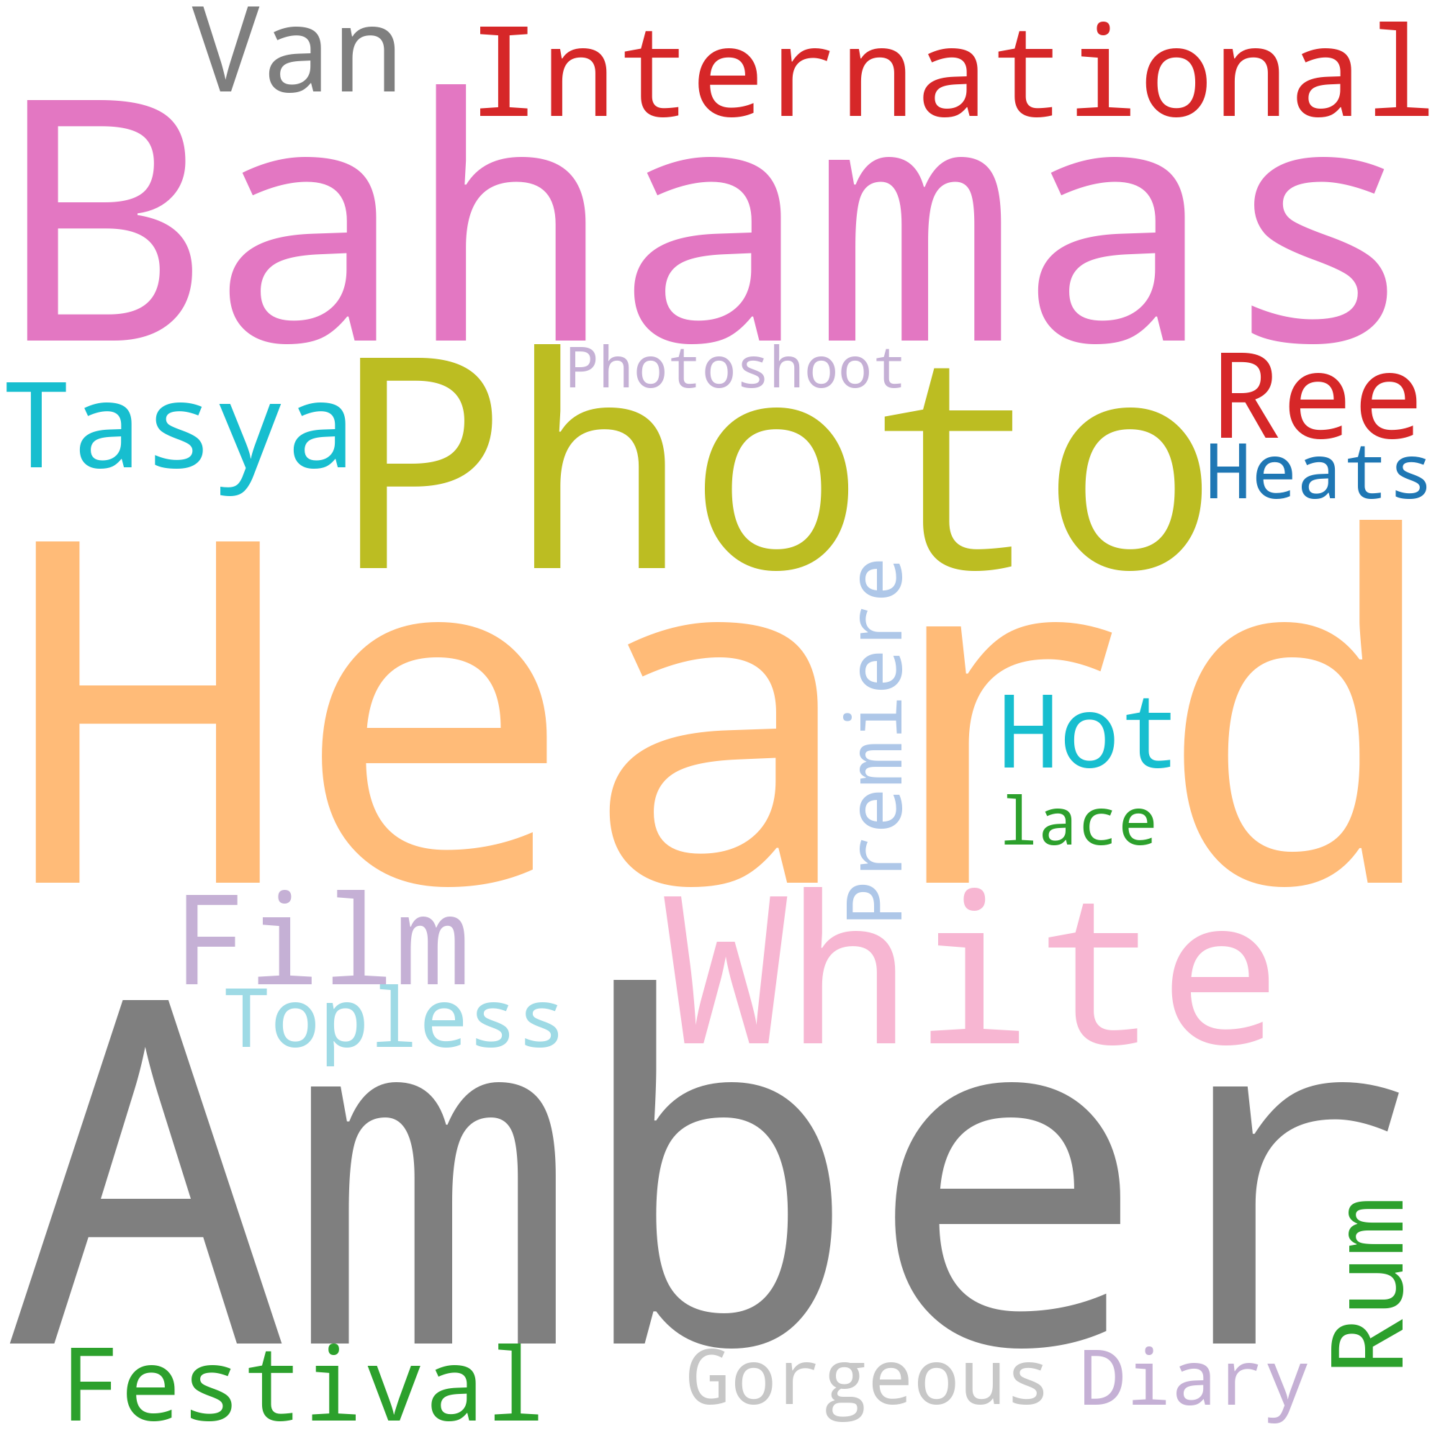 Van
International
Bahamas
Photoshoot
Ree
Tasya
Photo
Heats
Heard
Premiere
Hot
lace
Film
White
Topless
Amber
Rum
Festival
Gorgeous
Diary